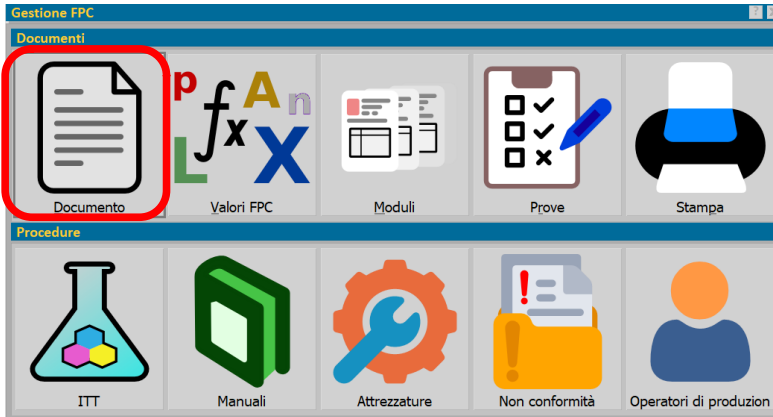 Gestione FPC
Documenti
Documento
Valori FPC
Moduli
Prove
Stampa
Procedure
ITT
Manuali
Attrezzature
Non conformità
Operatori di produzion